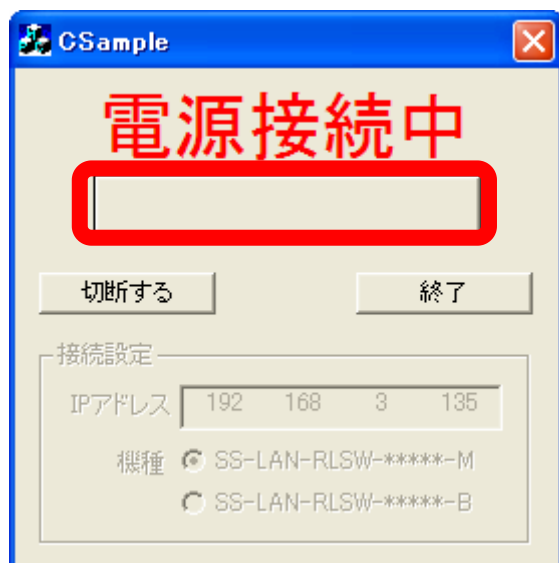 CSample
電源接続中
切断する 終了
接続設定
IPアドレス 192 168 3 135
機種 SS-LAN-RLSW-*****-M
SS-LAN-RLSW-*****-B